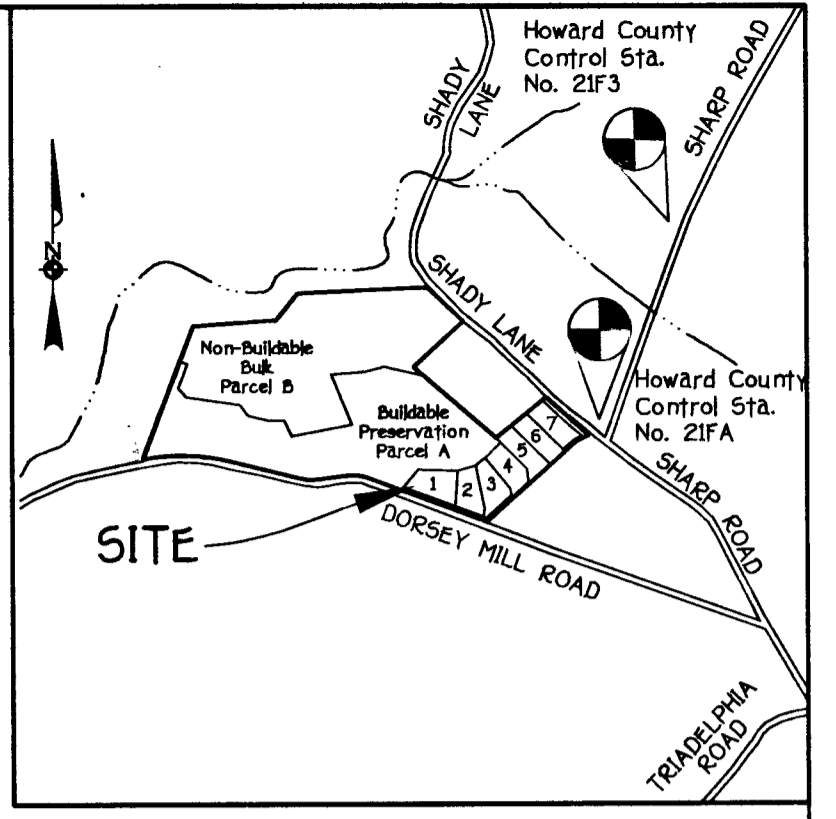 Howard County
Control Sta.
No. 21F3
SHADY
LANE
SHARP ROAD
N
SHADY LANE
Non-Buildable
Bulk
Parcel B
Howard County
Control Sta.
No. 21FA
Buildable
Preservation
Parcel A
7
6
5
4
3
2
1
SHARP ROAD
DORSEY MILL ROAD
SITE
TRIADELPHIA
ROAD